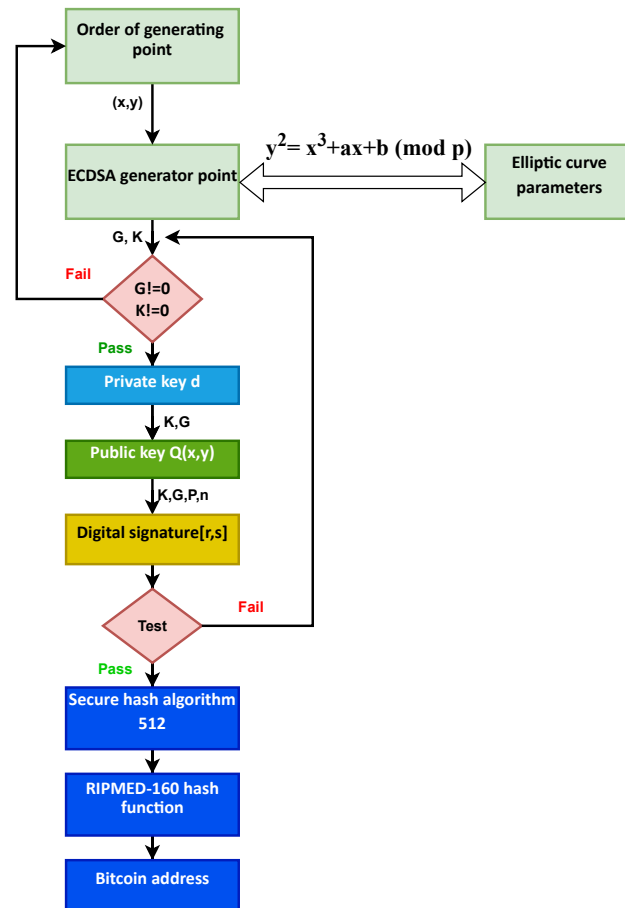 Order of generating
point
(x,y)
y²= x³+ax+b (mod p)
ECDSA generator point
Elliptic curve
parameters
G, K
Fail
G!=0
K!=0
Pass
Private key d
K,G
Public key Q(x,y)
K,G,P,n
Digital signature[r,s]
Fail
Test
Pass
Secure hash algorithm
512
RIPMED-160 hash
function
Bitcoin address